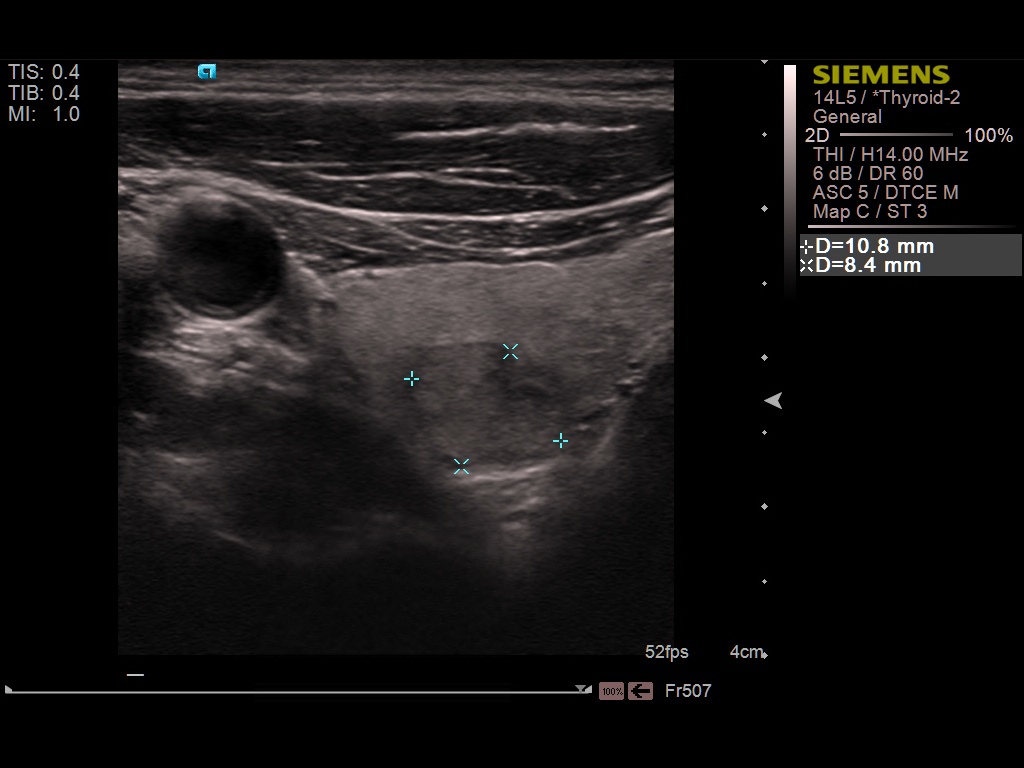 TIS: 0.4
TIB: 0.4
MI: 1.0
SIEMENS
14L5 / *Thyroid-2
General
2D 100%
THI / H14.00 MHz
6 dB / DR 60
ASC 5 / DTCE M
Map C / ST 3
D=10.8 mm
D=8.4 mm
52fps 4cm
100% Fr507